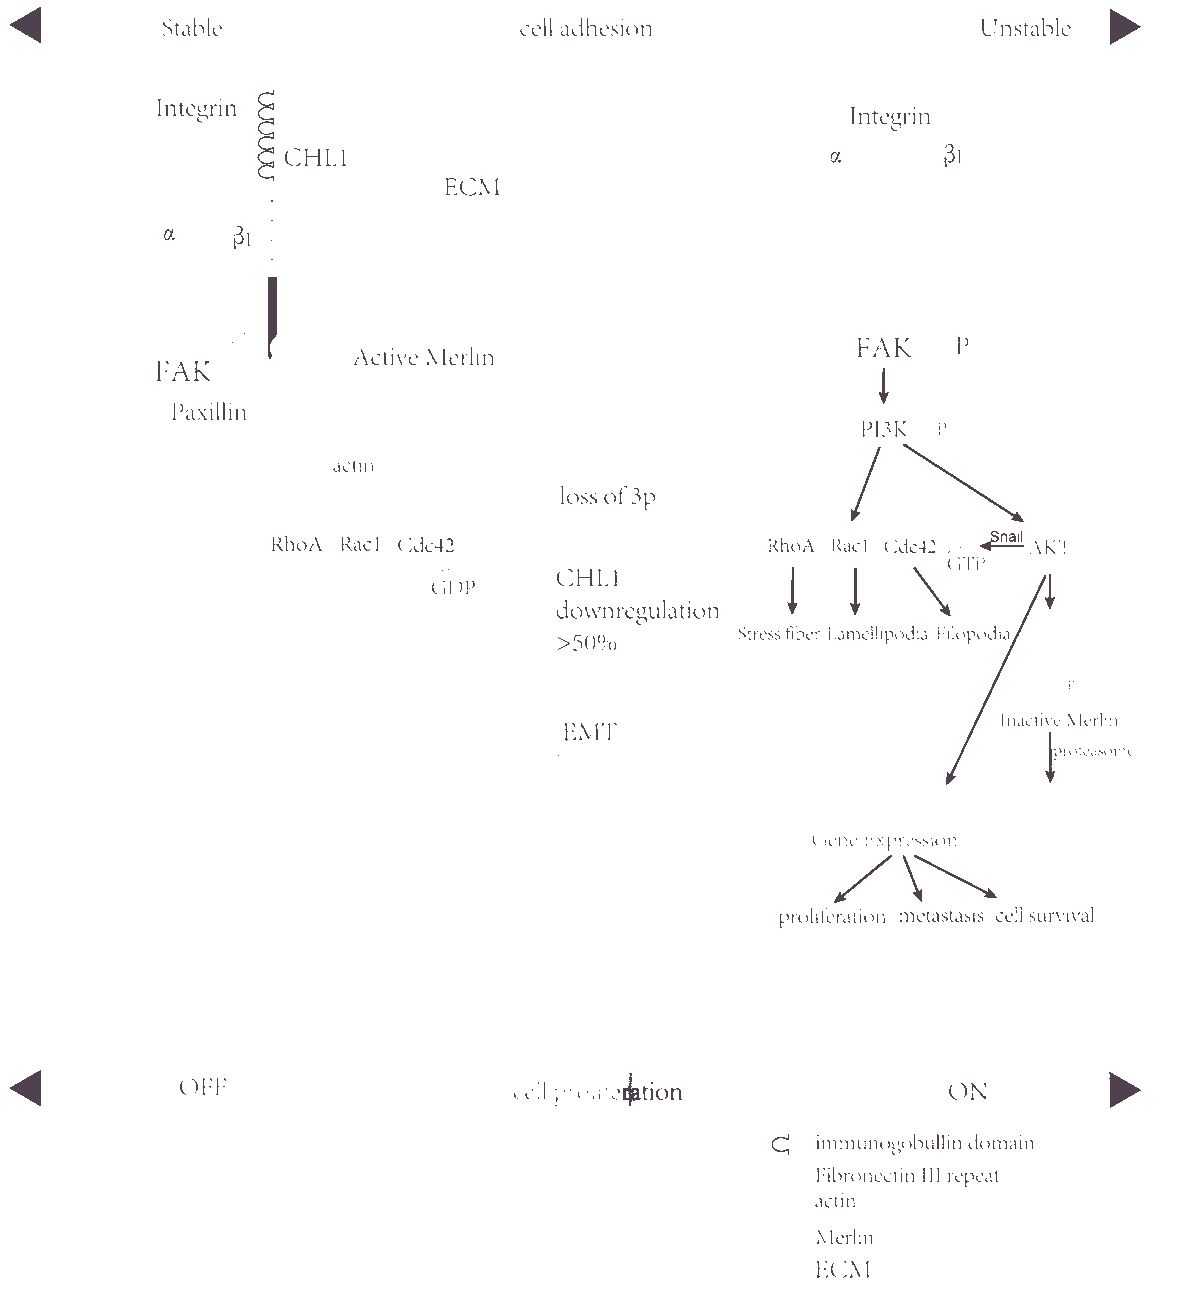 Stable cell adhesion Unstable
Integrin
CHL1
ECM
α β1
FAK
Paxillin
Active Merlin
actin
RhoA Rac1 Cdc42
GDP
loss of 3p
CHL1
downregulation
>50%
EMT
Integrin
α β1
FAK P
PI3K P
RhoA Rac1 Cdc42 GTP Snail AKT
Stress fiber Lamellipodia Filopodia
Inactive Merlin
proteasome
Gene Expression
proliferation metastasis cell survival
OFF cell proliferation ON
immunogobullin domain
Fibronectin III repeat
actin
Merlin
ECM